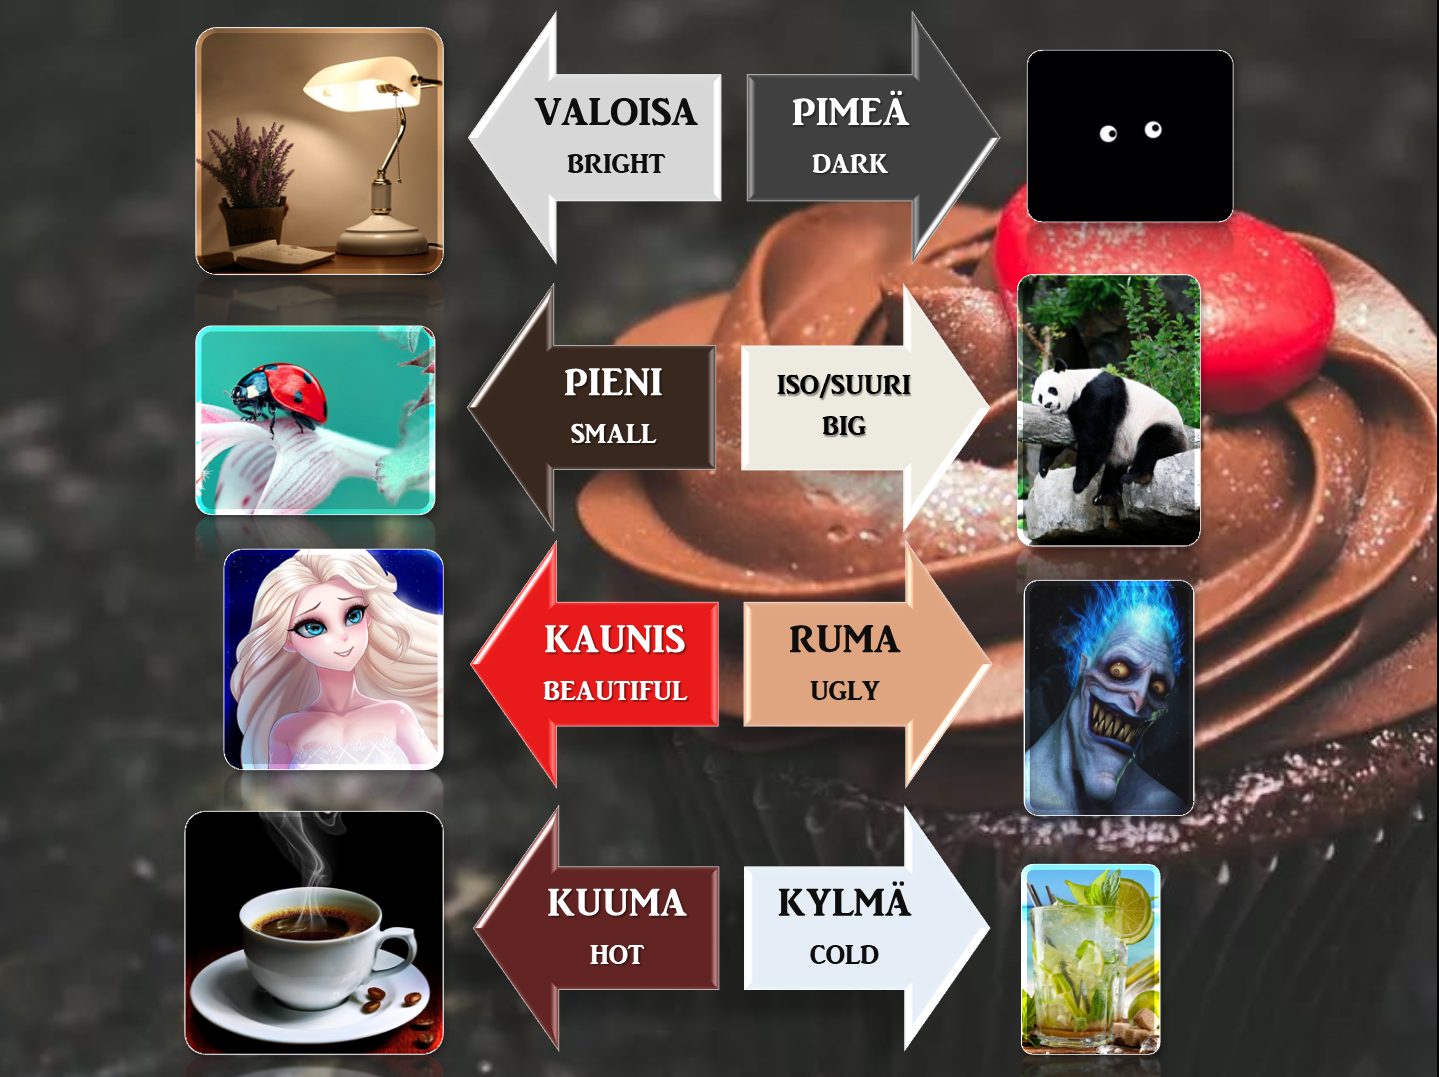 VALOISA
BRIGHT
PIMEÄ
DARK
PIENI
SMALL
ISO/SUURI
BIG
KAUNIS
BEAUTIFUL
RUMA
UGLY
KUUMA
HOT
KYLMÄ
COLD